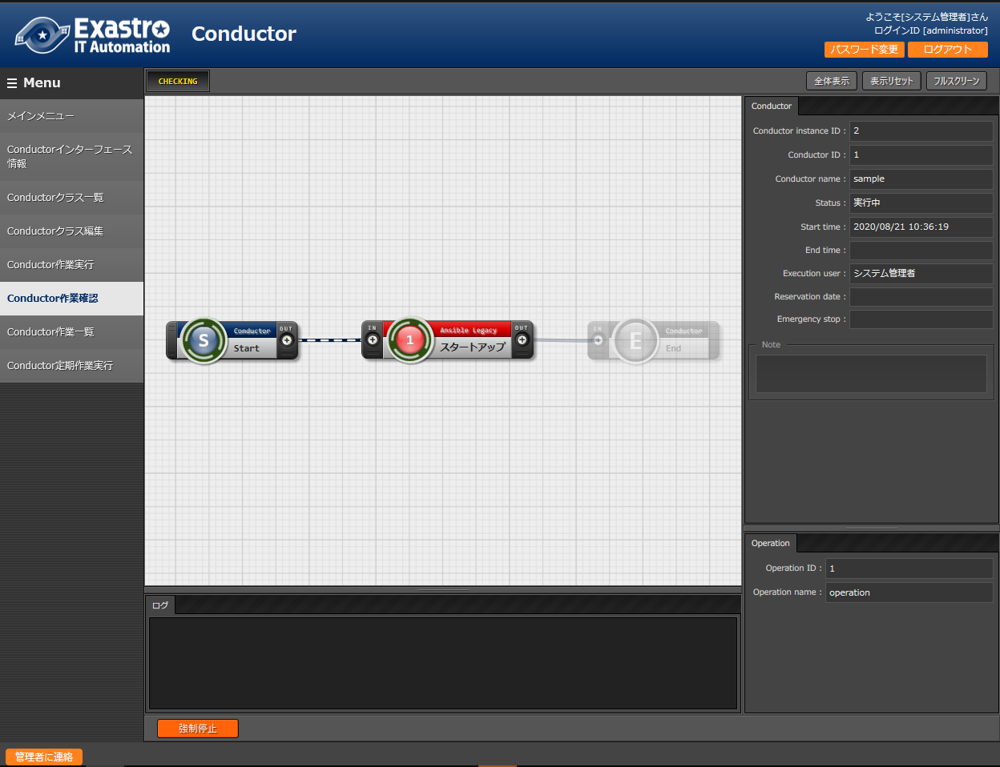 Exastro
IT Automation
Conductor
ようこそ[システム管理者]さん
ログインID [administrator]
パスワード変更
ログアウト
Menu
メインメニュー
Conductorインターフェース
情報
Conductorクラス一覧
Conductorクラス編集
Conductor作業実行
Conductor作業確認
Conductor作業一覧
Conductor定期作業実行
CHECKING
全体表示
表示リセット
フルスクリーン
S
Conductor
Start
OUT
IN
1
Ansible Legacy
スタートアップ
OUT
IN
E
Conductor
End
ログ
強制停止
Conductor
Conductor instance ID : 2
Conductor ID : 1
Conductor name : sample
Status : 実行中
Start time : 2020/08/21 10:36:19
End time :
Execution user : システム管理者
Reservation date :
Emergency stop :
Note
Operation
Operation ID : 1
Operation name : operation
管理者に連絡